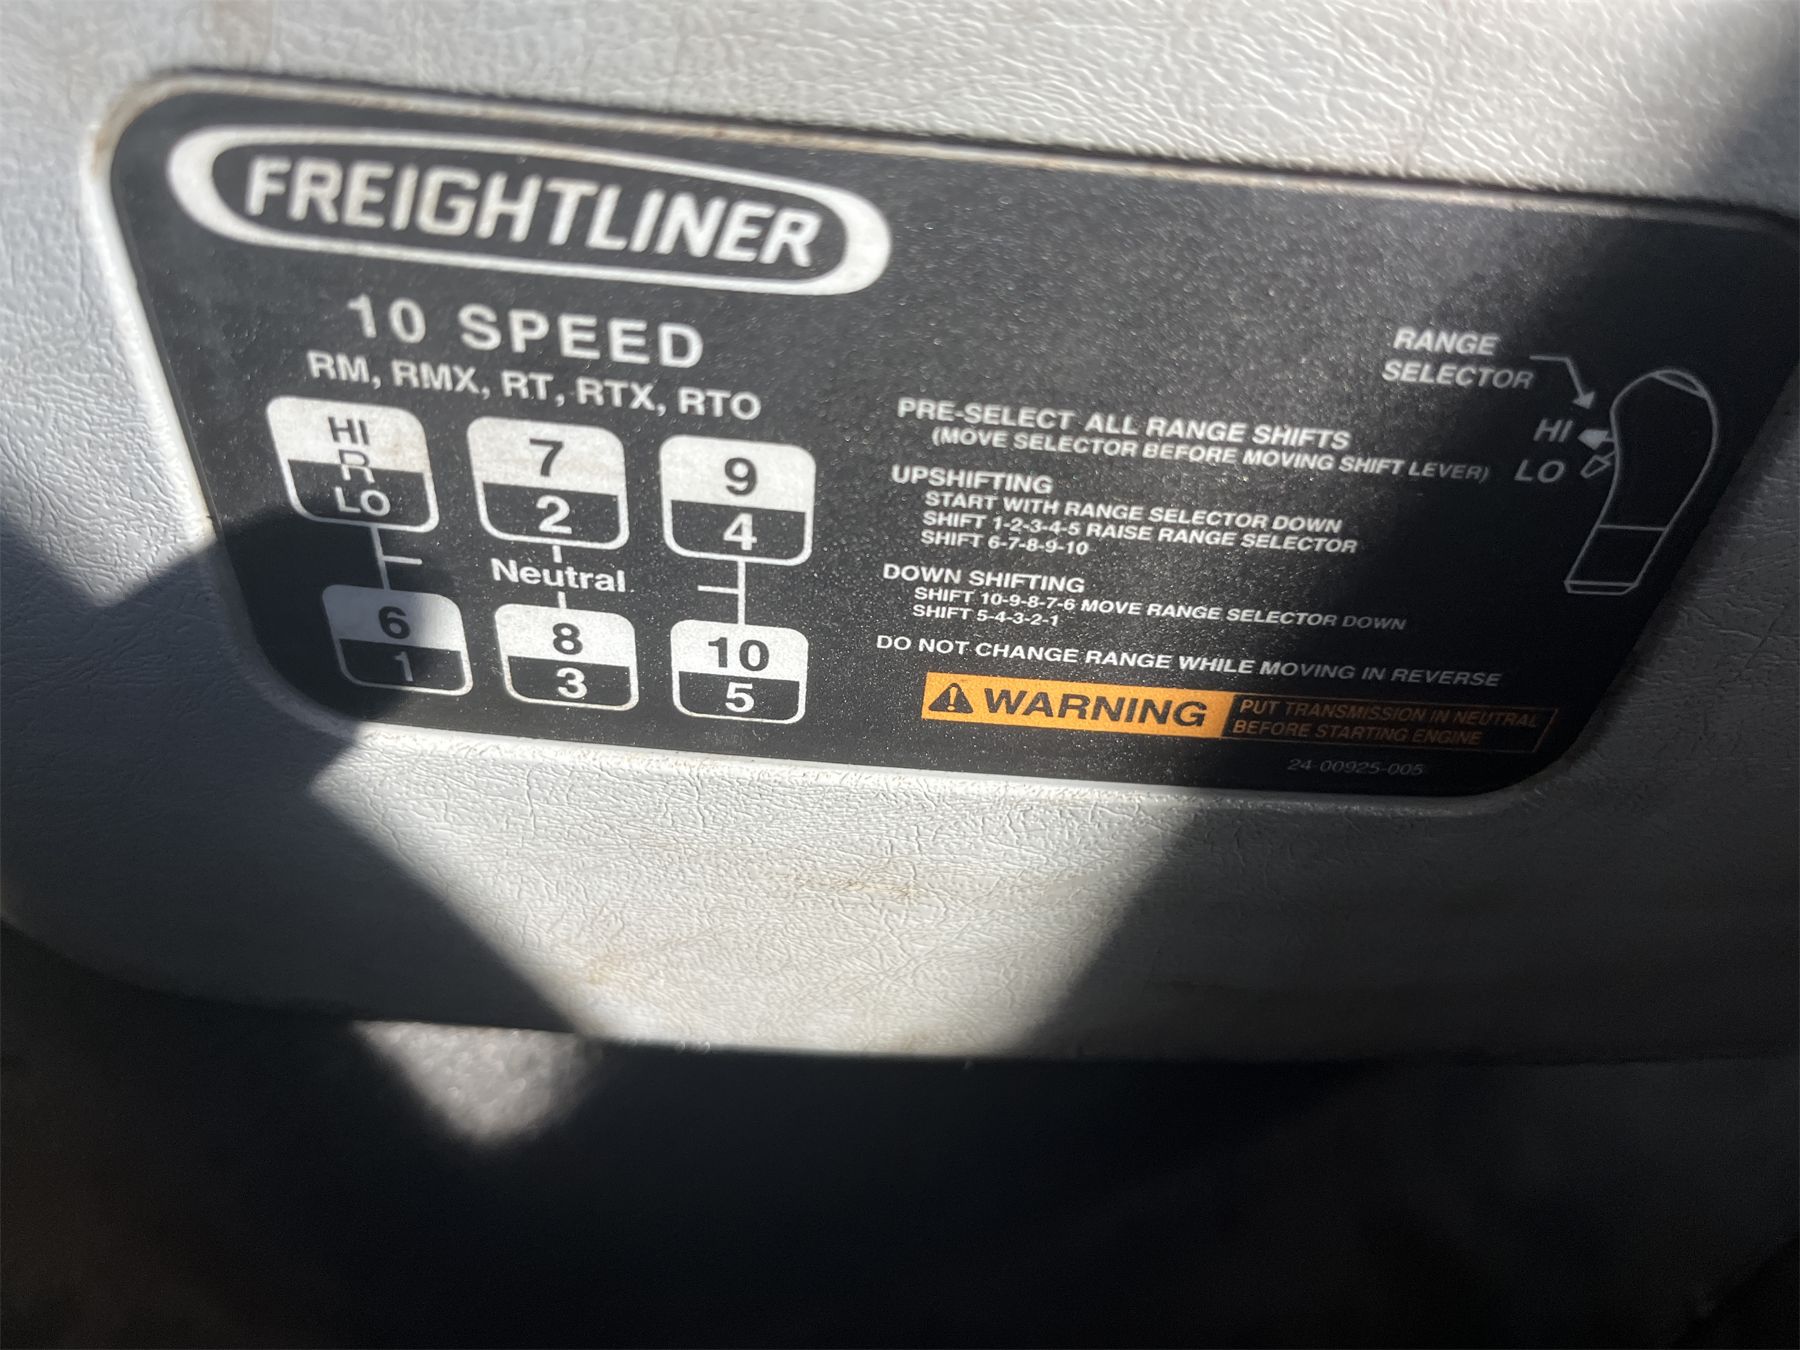 FREIGHTLINER
10 SPEED
RM, RMX, RT, RTX, RTO
HI
R
LO
7
2
9
4
Neutral
6
1
8
3
10
5
PRE-SELECT ALL RANGE SHIFTS
(MOVE SELECTOR BEFORE MOVING SHIFT LEVER)
UPSHIFTING
START WITH RANGE SELECTOR DOWN
SHIFT 1-2-3-4-5 RAISE RANGE SELECTOR
SHIFT 6-7-8-9-10
DOWN SHIFTING
SHIFT 10-9-8-7-6 MOVE RANGE SELECTOR DOWN
SHIFT 5-4-3-2-1
DO NOT CHANGE RANGE WHILE MOVING IN REVERSE
WARNING
PUT TRANSMISSION IN NEUTRAL
BEFORE STARTING ENGINE
24-00925-005
RANGE
SELECTOR
HI
LO